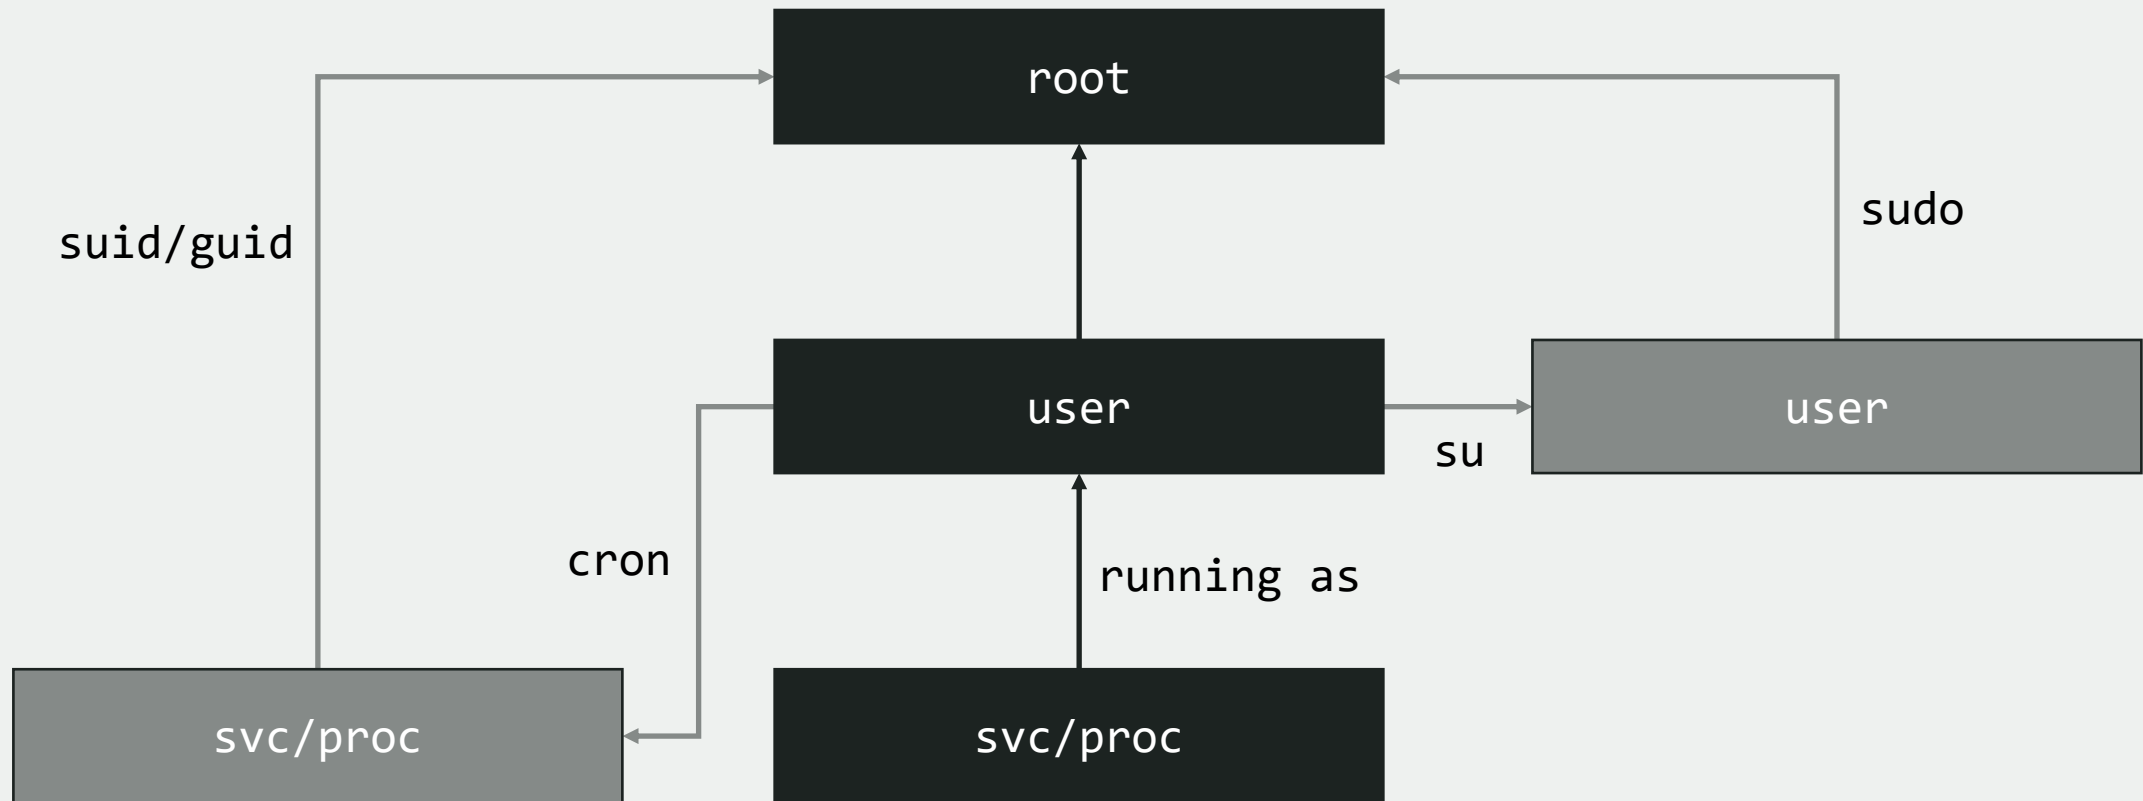 root
suid/guid
sudo
user
user
su
cron
running as
svc/proc
svc/proc